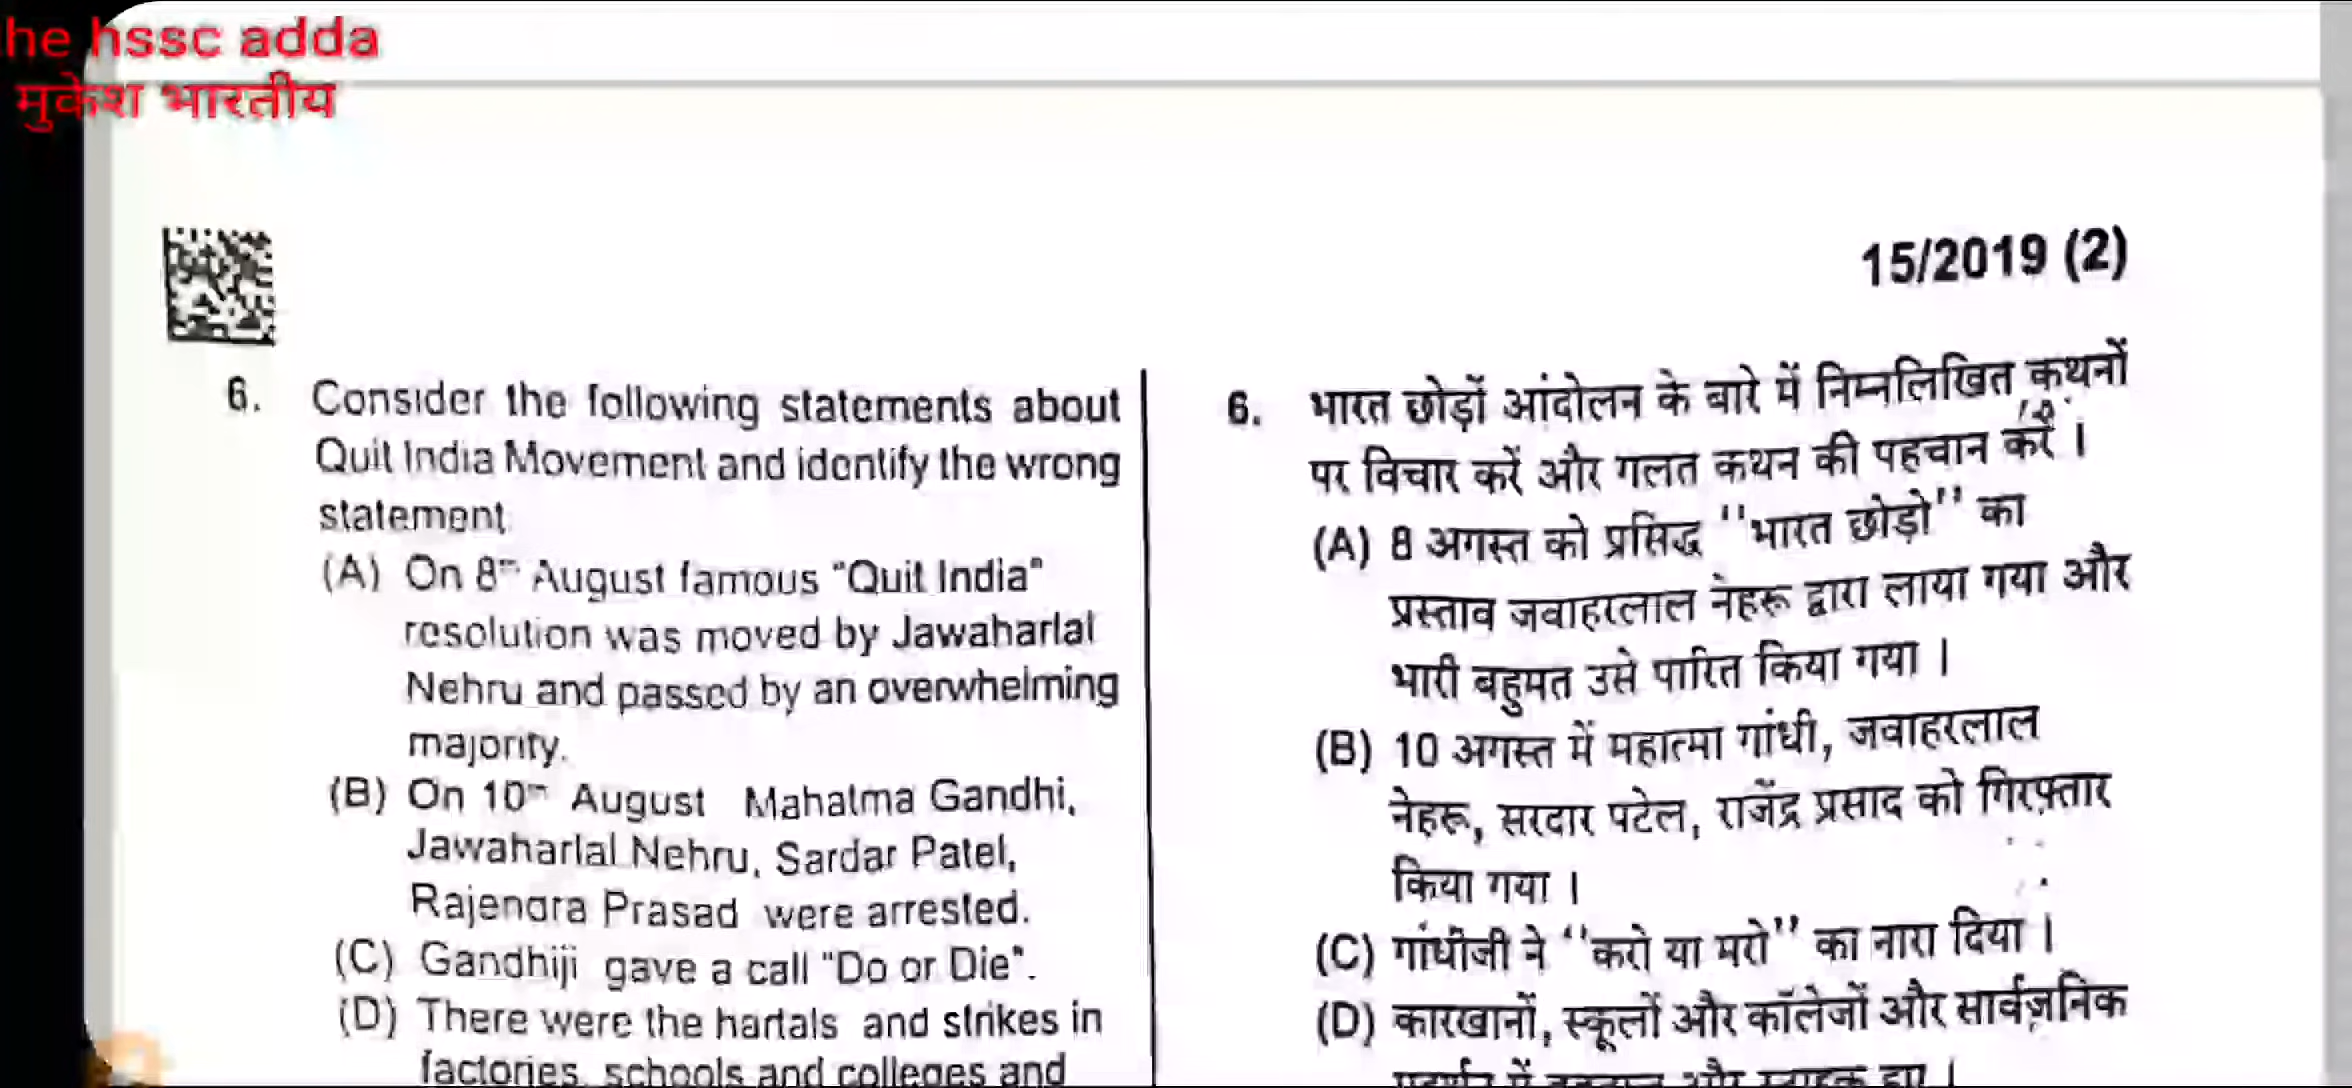 he hssc adda
मुकेश भारतीय
15/2019 (2)
6. Consider the following statements about
Quit India Movement and identify the wrong
statement
(A) On 8th August famous "Quit India"
resolution was moved by Jawaharlal
Nehru and passed by an overwhelming
majority.
(B) On 10th August Mahatma Gandhi,
Jawaharlal Nehru, Sardar Patel,
Rajendra Prasad were arrested.
(C) Gandhiji gave a call "Do or Die".
(D) There were the hartals and strikes in
factories, schools and colleges and
6. भारत छोड़ों आंदोलन के बारे में निम्नलिखित कथनों
पर विचार करें और गलत कथन की पहचान करें ।
(A) 8 अगस्त को प्रसिद्ध ''भारत छोड़ो'' का
प्रस्ताव जवाहरलाल नेहरू द्वारा लाया गया और
भारी बहुमत उसे पारित किया गया ।
(B) 10 अगस्त में महात्मा गांधी, जवाहरलाल
नेहरू, सरदार पटेल, राजेंद्र प्रसाद को गिरफ़्तार
किया गया ।
(C) गांधीजी ने ''करो या मरो'' का नारा दिया ।
(D) कारखानों, स्कूलों और कॉलेजों और सार्वजनिक